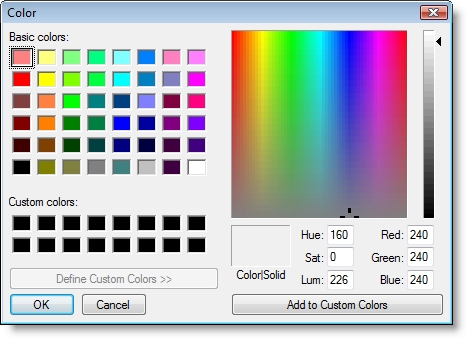 Color
Basic colors:
Custom colors:
Define Custom Colors >>
OK
Cancel
Color|Solid
Hue: 160
Sat: 0
Lum: 226
Red: 240
Green: 240
Blue: 240
Add to Custom Colors